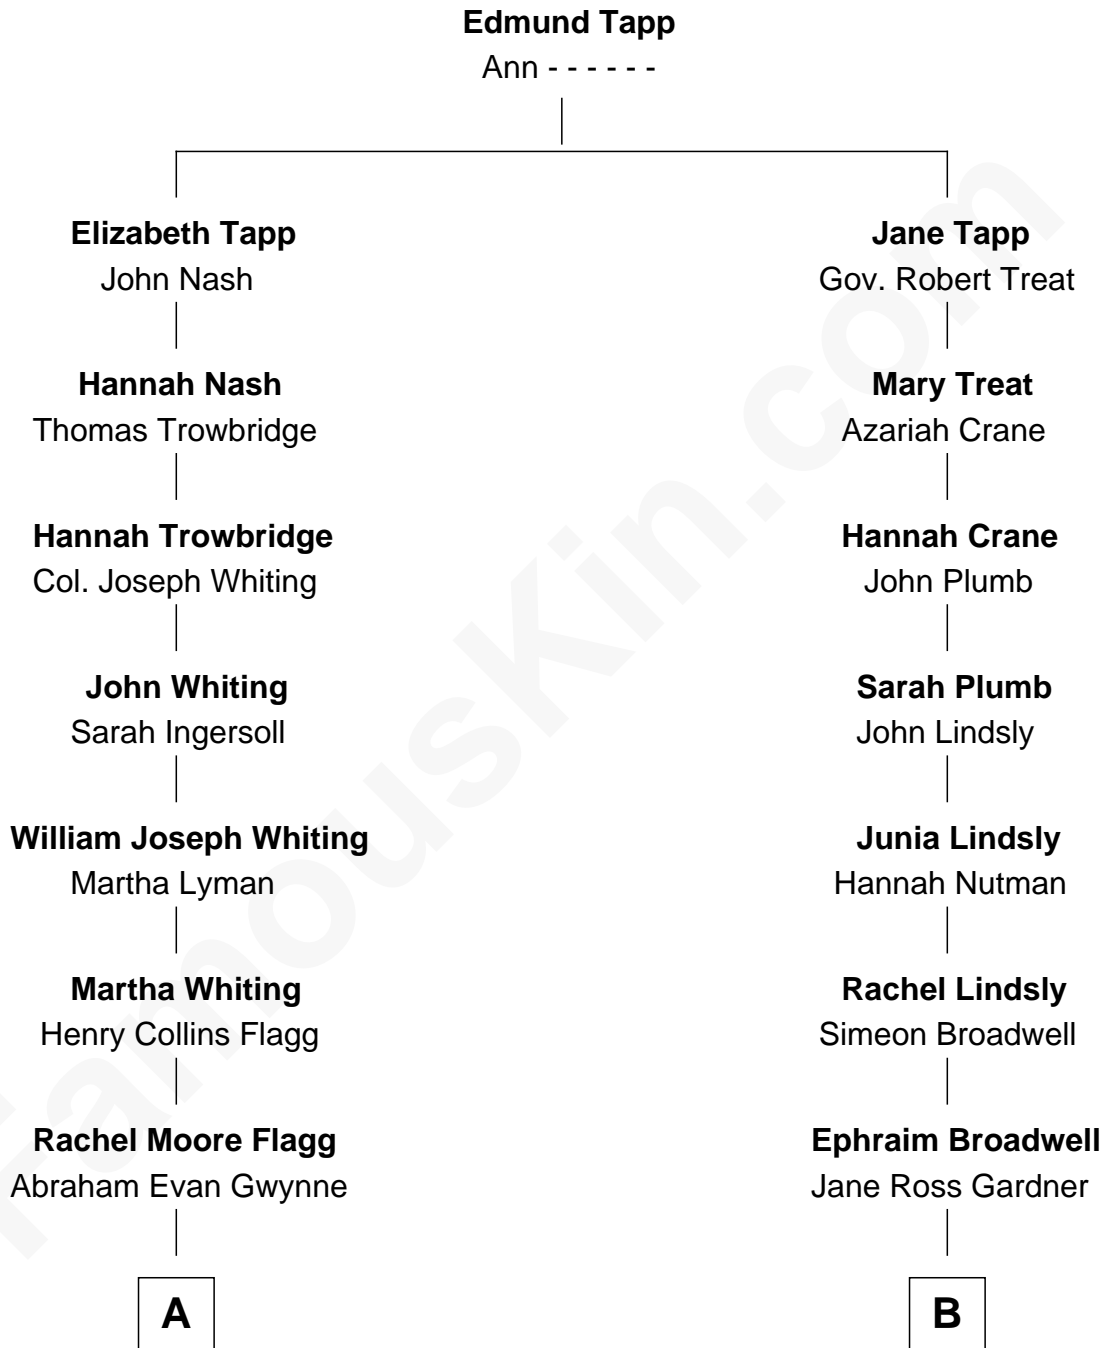 Edmund Tapp
Ann - - - - - -
Elizabeth Tapp
John Nash
Jane Tapp
Gov. Robert Treat
Hannah Nash
Thomas Trowbridge
Mary Treat
Azariah Crane
Hannah Trowbridge
Col. Joseph Whiting
Hannah Crane
John Plumb
John Whiting
Sarah Ingersoll
Sarah Plumb
John Lindsly
William Joseph Whiting
Martha Lyman
Junia Lindsly
Hannah Nutman
Martha Whiting
Henry Collins Flagg
Rachel Lindsly
Simeon Broadwell
Rachel Moore Flagg
Abraham Evan Gwynne
Ephraim Broadwell
Jane Ross Gardner
A
B
FamousKin.com